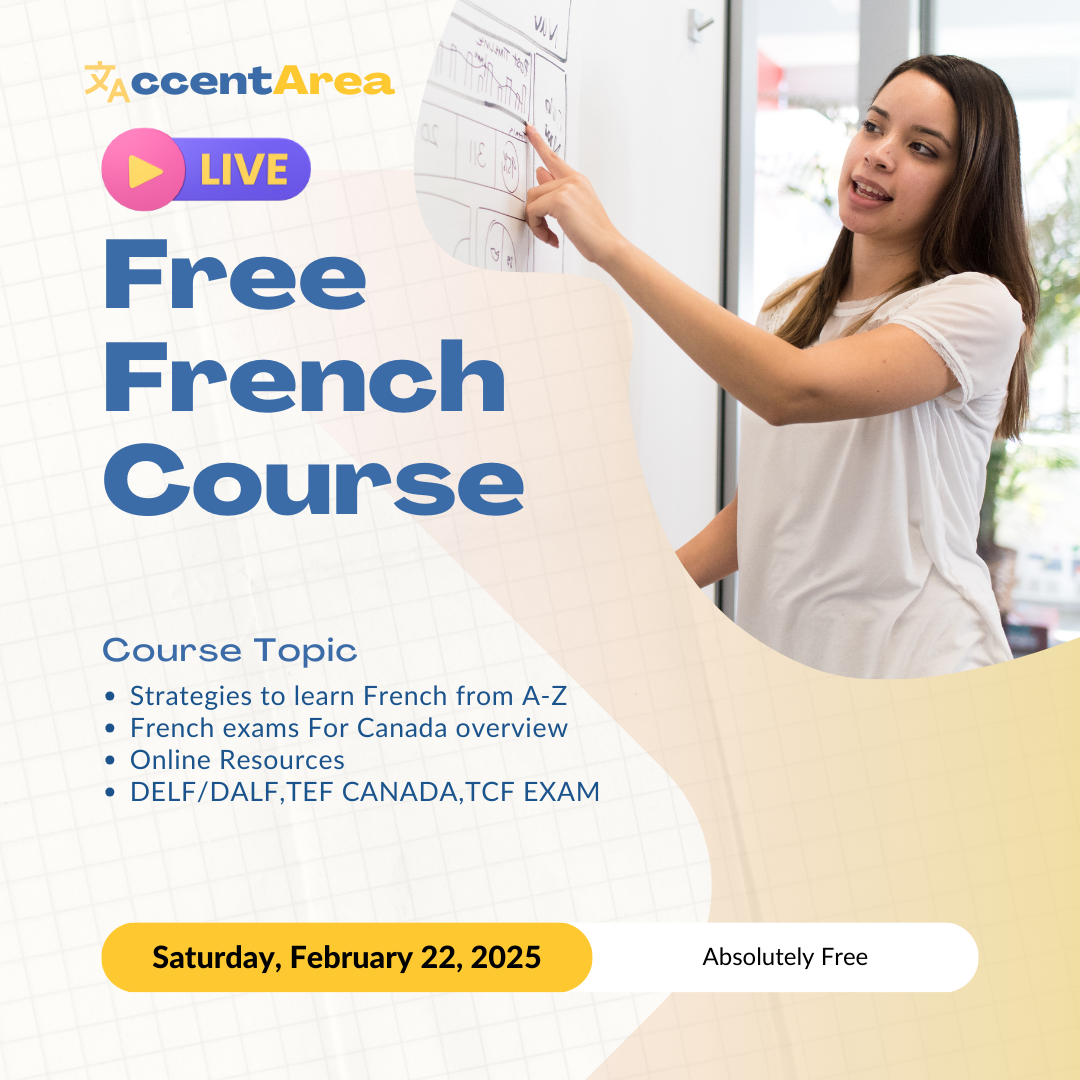 AccentArea
LIVE
Free
French
Course
Course Topic
• Strategies to learn French from A-Z
• French exams For Canada overview
• Online Resources
• DELF/DALF,TEF CANADA,TCF EXAM
Saturday, February 22, 2025
Absolutely Free